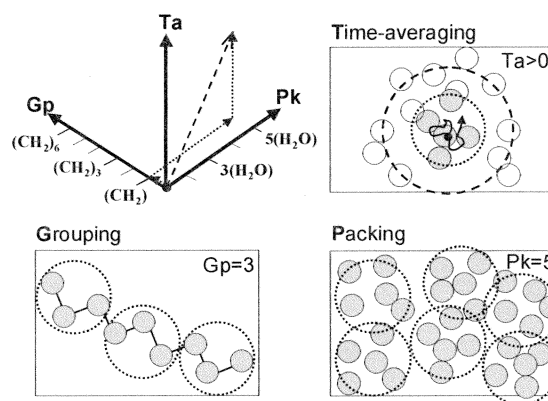 Ta
Gp
Pk
(CH₂)₆
(CH₂)₃
(CH₂)
5(H₂O)
3(H₂O)
Time-averaging
Ta>0
Grouping
Gp=3
Packing
Pk=5